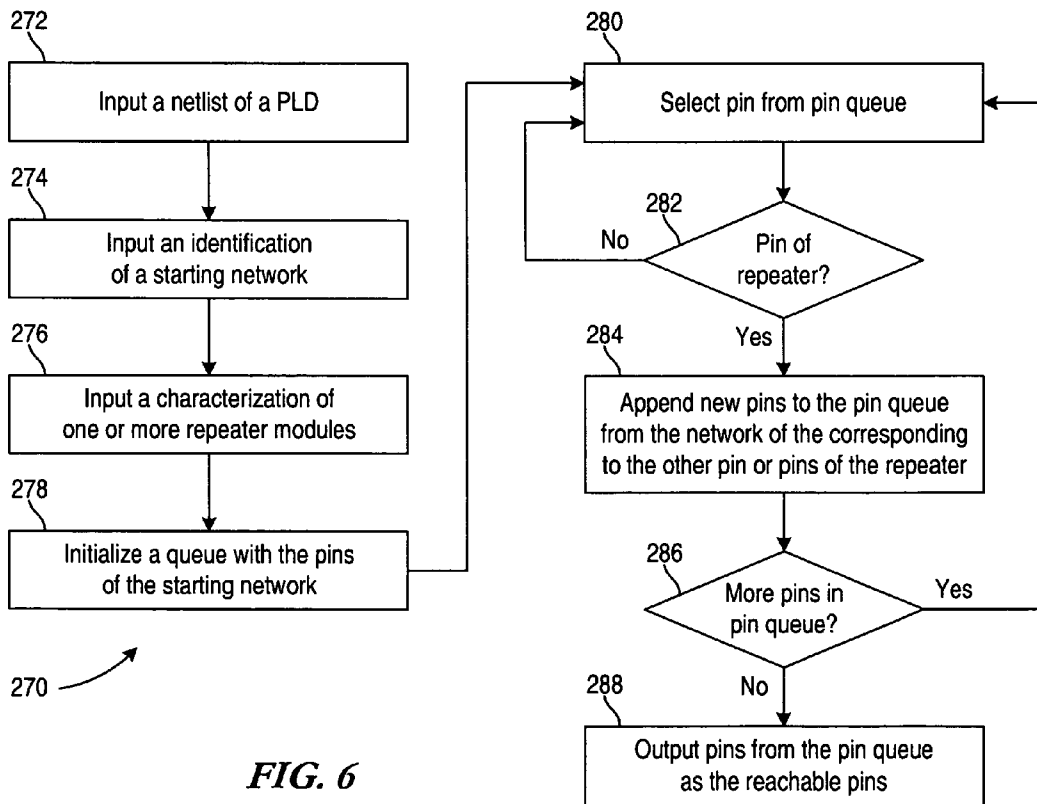 272
Input a netlist of a PLD
274
Input an identification
of a starting network
276
Input a characterization of
one or more repeater modules
278
Initialize a queue with the pins
of the starting network
270
280
Select pin from pin queue
282
No
Pin of
repeater?
Yes
284
Append new pins to the pin queue
from the network of the corresponding
to the other pin or pins of the repeater
286
More pins in
pin queue?
Yes
No
288
Output pins from the pin queue
as the reachable pins
FIG. 6